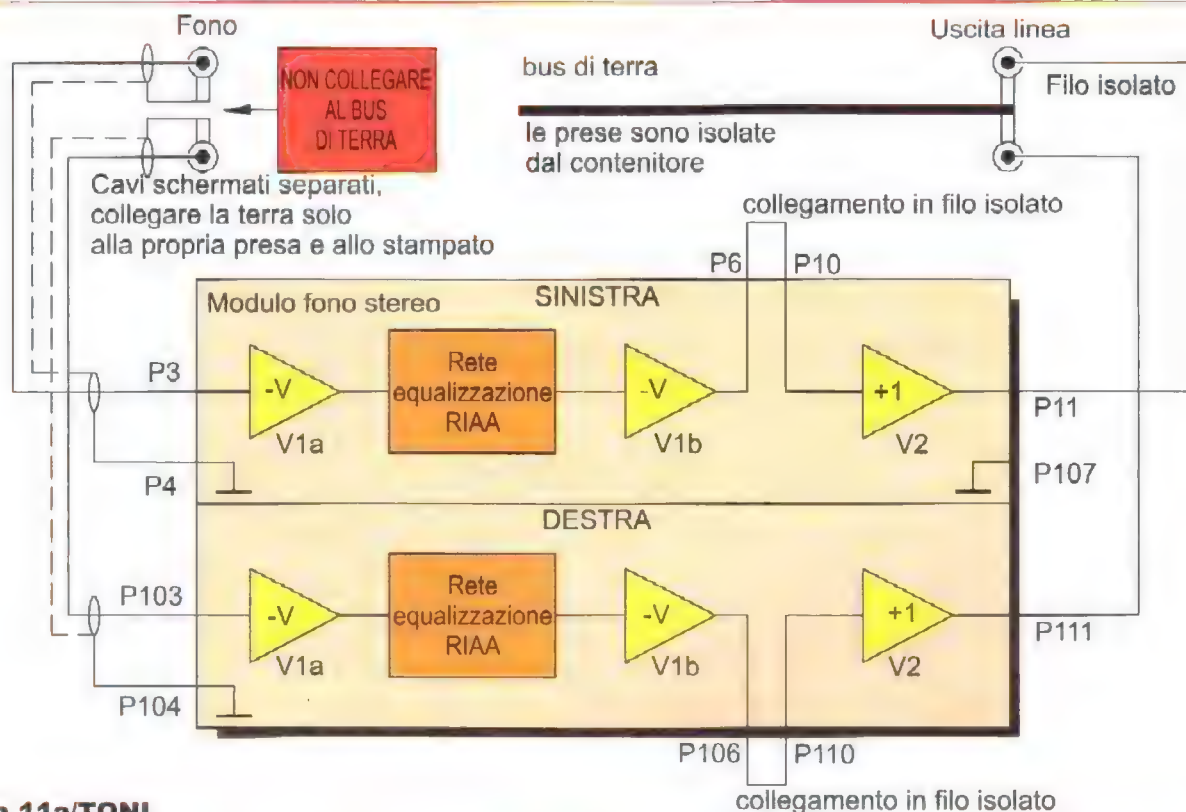 Fono
Uscita linea
NON COLLEGARE
AL BUS
DI TERRA
bus di terra
Filo isolato
le prese sono isolate
dal contenitore
Cavi schermati separati,
collegare la terra solo
alla propria presa e allo stampato
collegamento in filo isolato
P6
P10
Modulo fono stereo
SINISTRA
P3
-V
Rete
equalizzazione
RIAA
-V
+1
P11
V1a
V1b
V2
P4
P107
DESTRA
P103
-V
Rete
equalizzazione
RIAA
-V
+1
P111
V1a
V1b
V2
P104
P106
P110
collegamento in filo isolato
11a/TONI